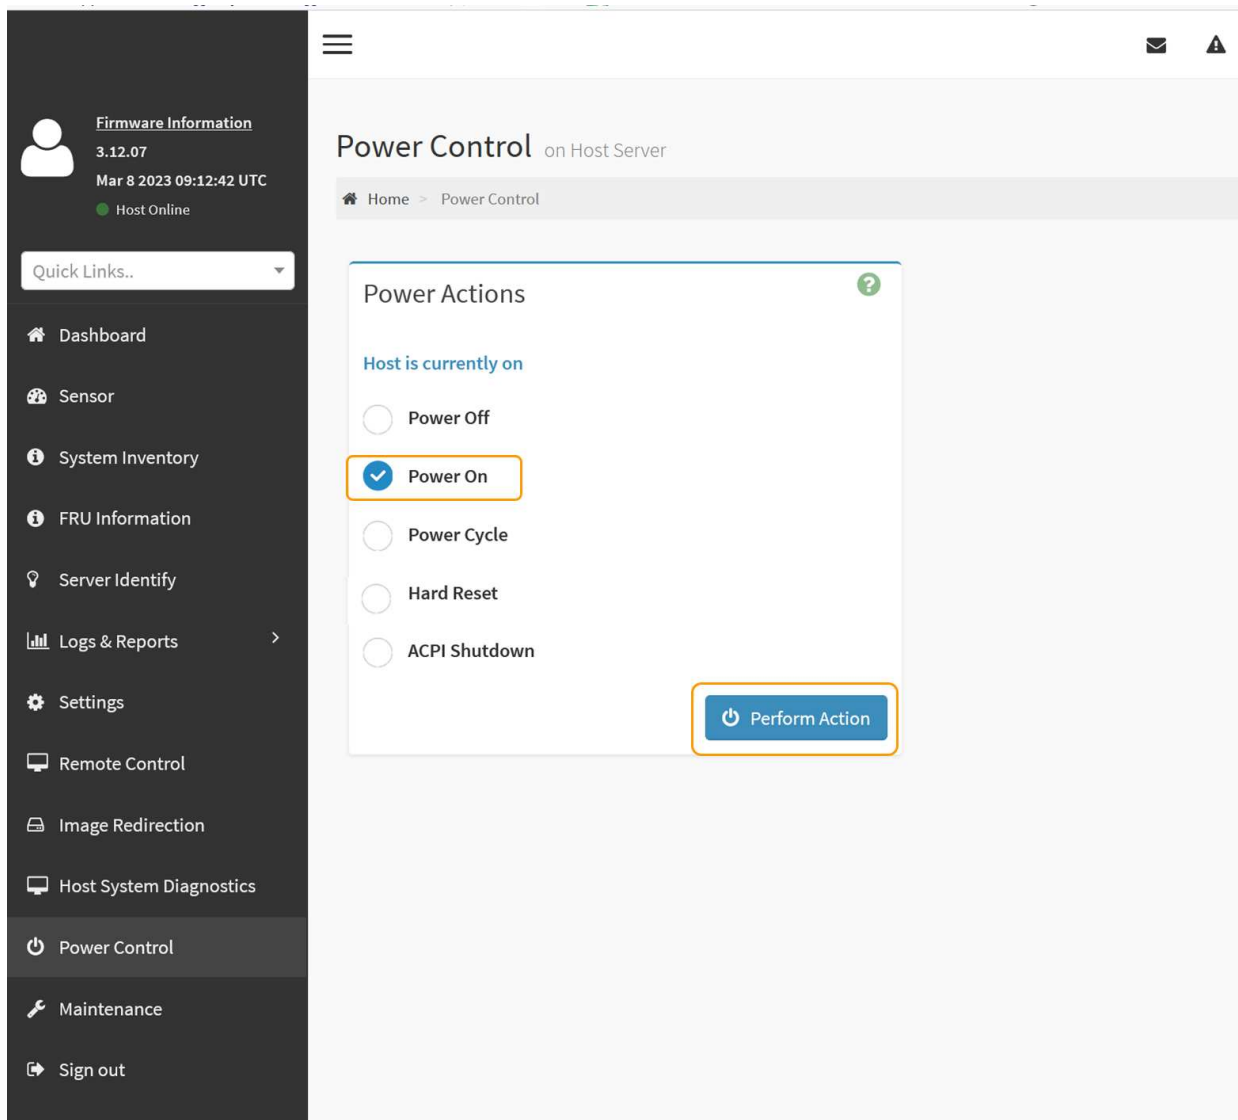 Firmware Information
3.12.07
Mar 8 2023 09:12:42 UTC
Host Online
Quick Links..
Dashboard
Sensor
System Inventory
FRU Information
Server Identify
Logs & Reports
Settings
Remote Control
Image Redirection
Host System Diagnostics
Power Control
Maintenance
Sign out
Power Control on Host Server
Home > Power Control
Power Actions
Host is currently on
Power Off
Power On
Power Cycle
Hard Reset
ACPI Shutdown
Perform Action